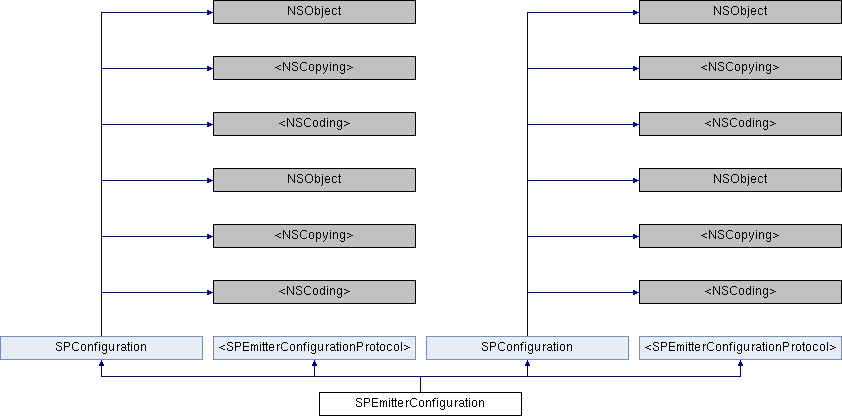 NSObject NSObject
<NSCopying> <NSCopying>
<NSCoding> <NSCoding>
NSObject NSObject
<NSCopying> <NSCopying>
<NSCoding> <NSCoding>
SPConfiguration <SPEmitterConfigurationProtocol> SPConfiguration <SPEmitterConfigurationProtocol>
SPEmitterConfiguration